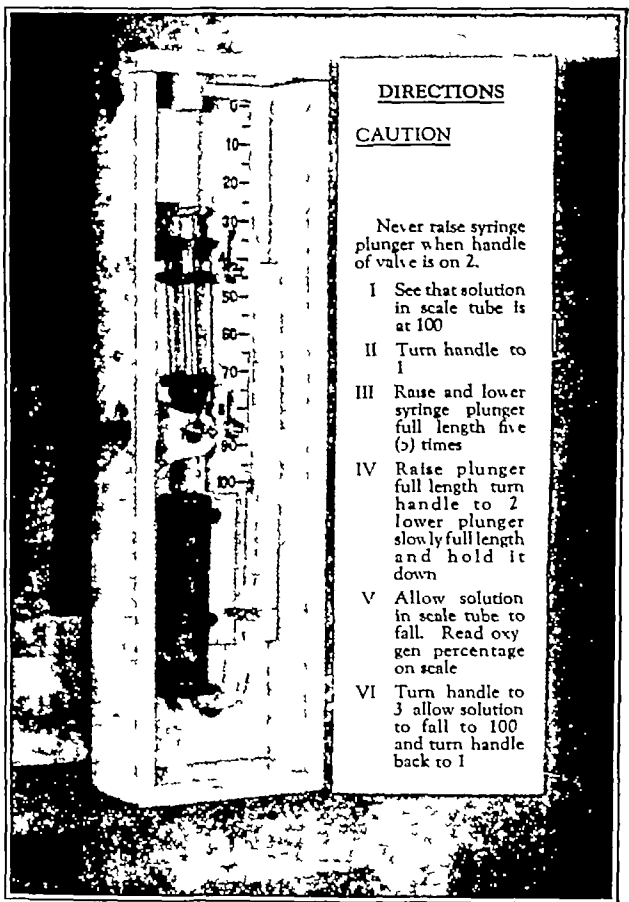 0
10
20
30
50
60
70
100
DIRECTIONS
CAUTION
Never raise syringe
plunger when handle
of valve is on 2.
I See that solution
in scale tube is
at 100
II Turn handle to
1
III Raise and lower
syringe plunger
full length five
(5) times
IV Raise plunger
full length turn
handle to 2
lower plunger
slowly full length
and hold it
down
V Allow solution
in scale tube to
fall. Read oxy
gen percentage
on scale
VI Turn handle to
3 allow solution
to fall to 100
and turn handle
back to 1